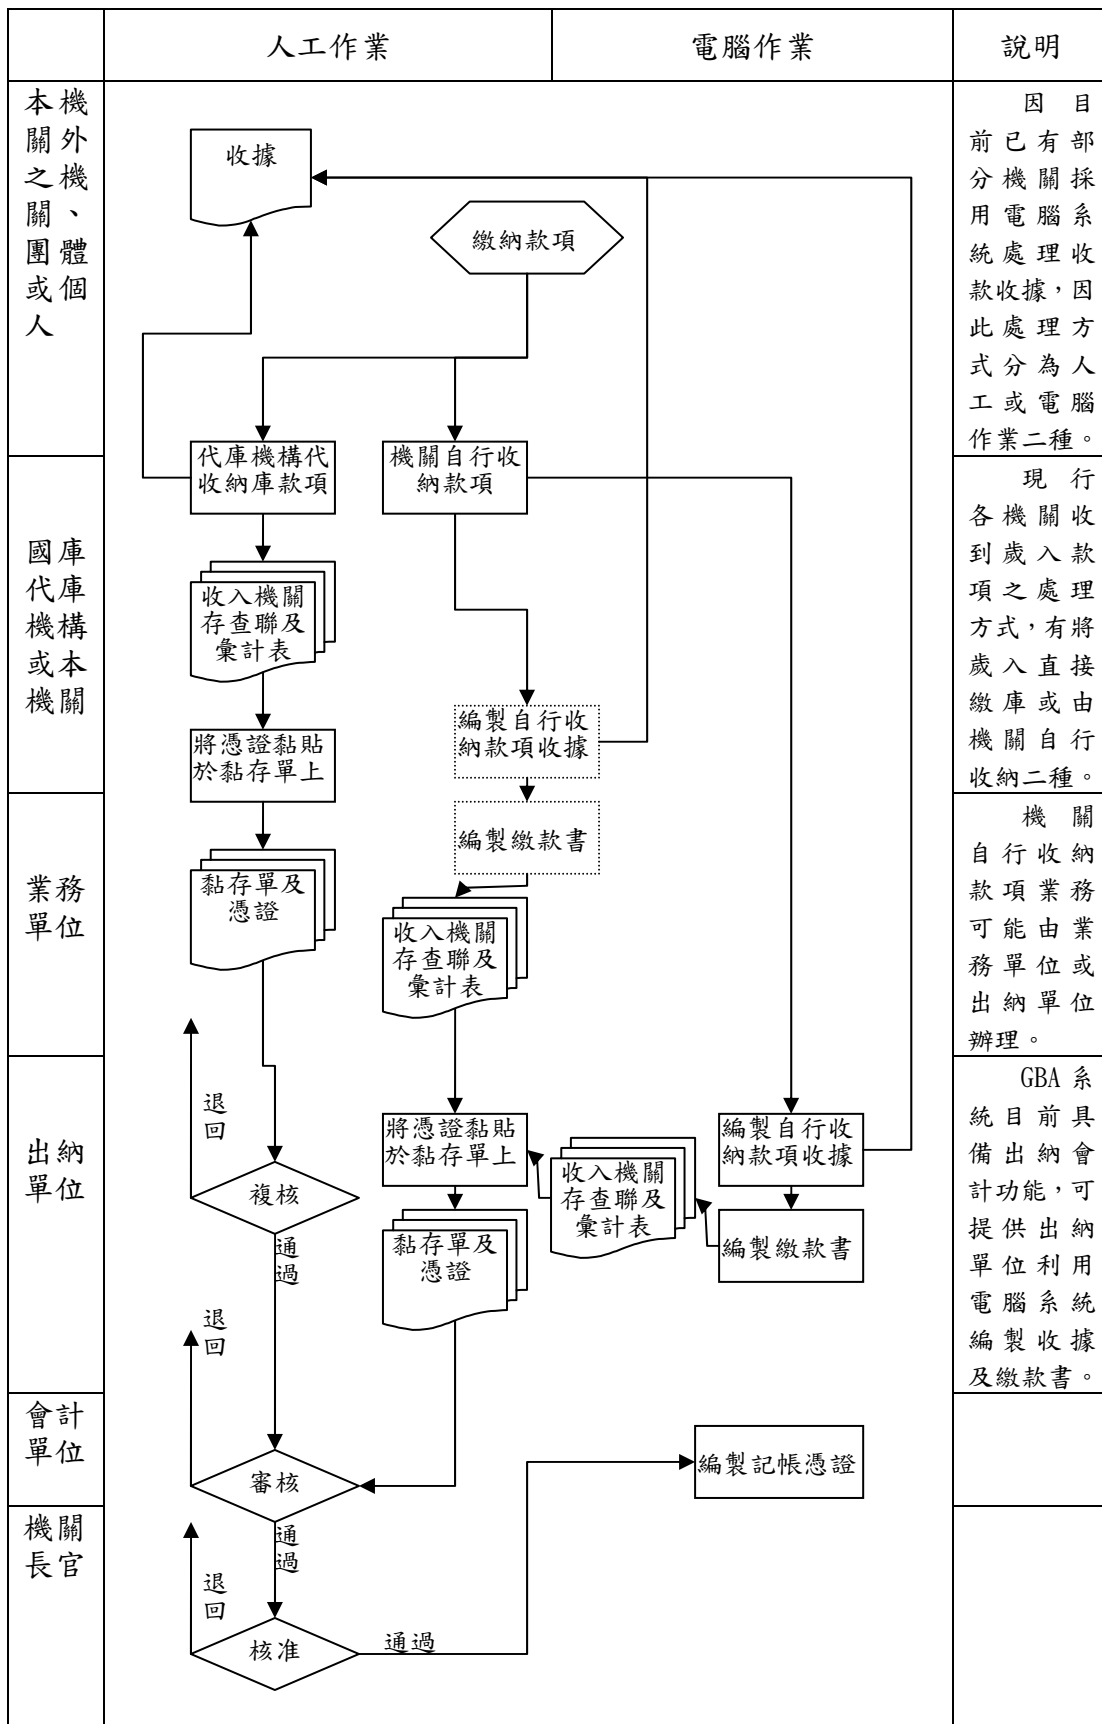 人工作業
電腦作業
說明
本機
關外
之機
關、
團體
或個
人
收據
繳納款項
因目
前已有部
分機關採
用電腦系
統處理收
款收據，因
此處理方
式分為人
工或電腦
作業二種。
國庫
代庫
機構
或本
機關
代庫機構代
收納庫款項
機關自行收
納款項
收入機關
存查聯及
彙計表
將憑證黏貼
於黏存單上
編製自行收
納款項收據
現行
各機關收
到歲入款
項之處理
方式，有將
歲入直接
繳庫或由
機關自行
收納二種。
業務
單位
編製繳款書
黏存單及
憑證
收入機關
存查聯及
彙計表
機關
自行收納
款項業務
可能由業
務單位或
出納單位
辦理。
出納
單位
退
回
複核
通
過
將憑證黏貼
於黏存單上
黏存單及
憑證
收入機關
存查聯及
彙計表
編製自行收
納款項收據
編製繳款書
退
回
GBA 系
統目前具
備出納會
計功能，可
提供出納
單位利用
電腦系統
編製收據
及繳款書。
會計
單位
審核
編製記帳憑證
機關
長官
通
過
退
回
核准
通過